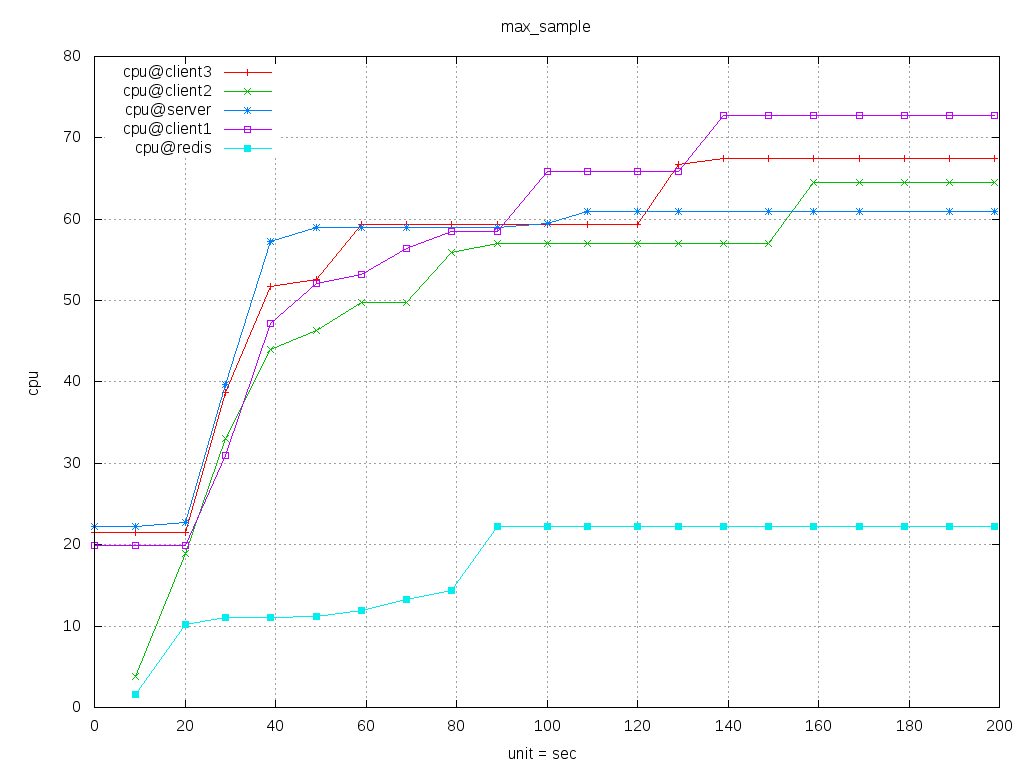 max_sample
80
70
60
50
40
30
20
10
0
cpu@client3
cpu@client2
cpu@server
cpu@client1
cpu@redis
cpu
0 20 40 60 80 100 120 140 160 180 200
unit = sec